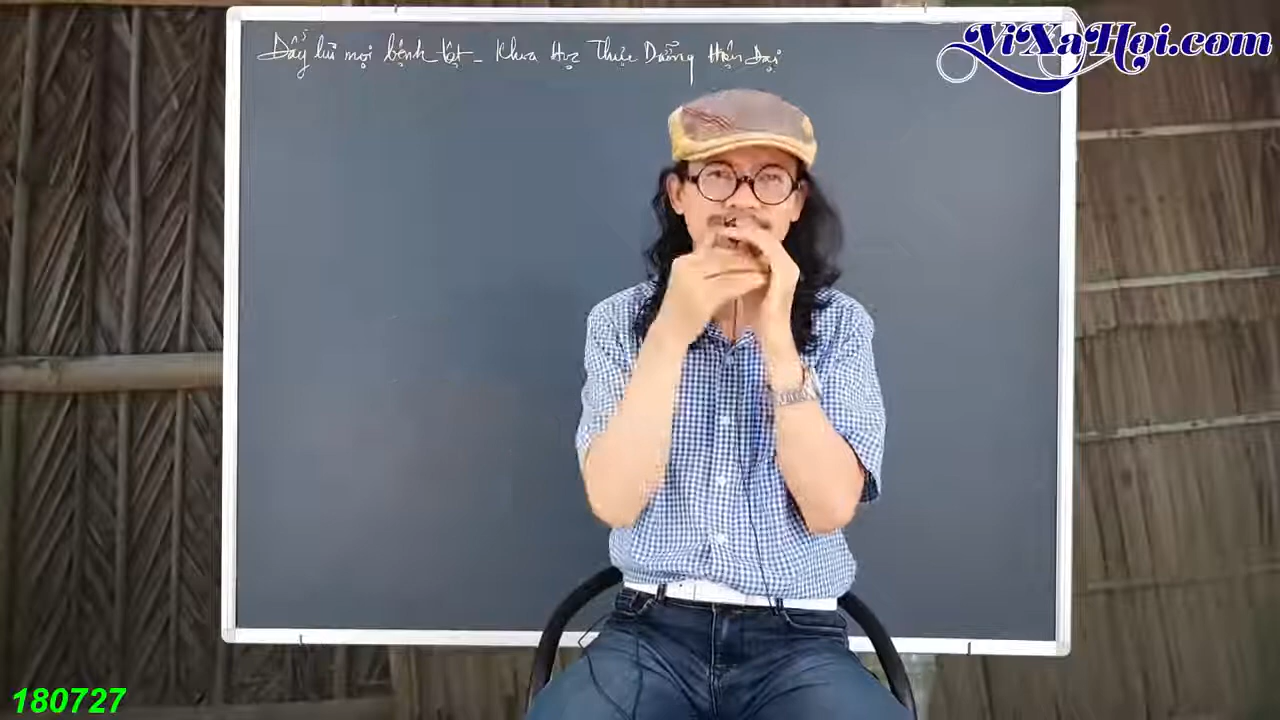 Đẩy lùi mọi bệnh tật - Khoa Học Thực Dưỡng Hiện Đại
ViXaHoi.com
180727